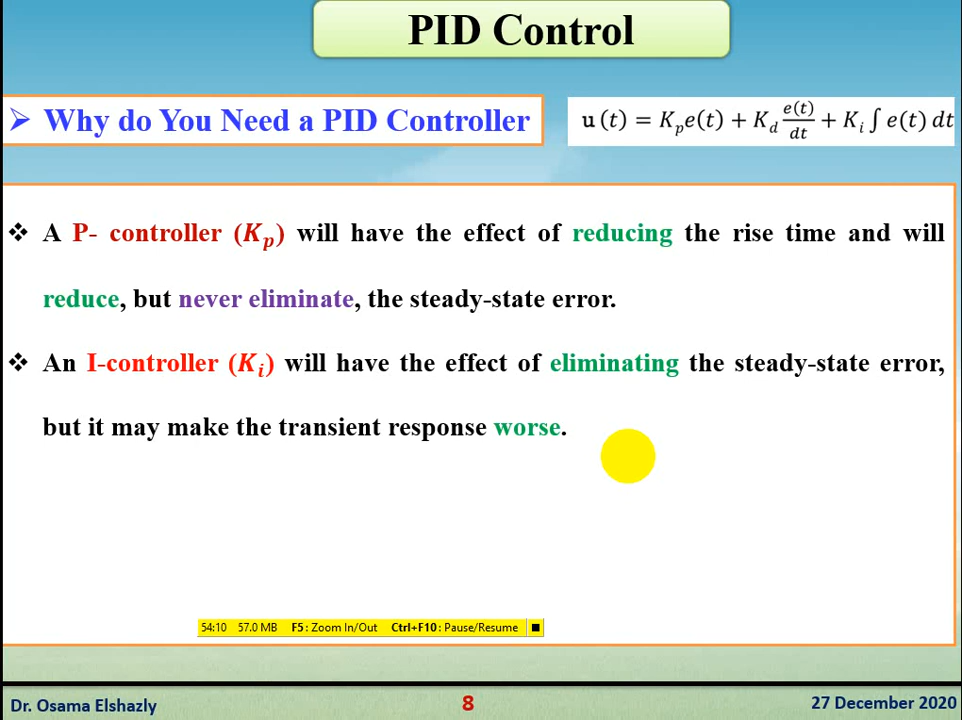 PID Control
➢ Why do You Need a PID Controller
u (t) = K_p e(t) + K_d e(t)/dt + K_i ∫ e(t) dt
❖ A P- controller (K_p) will have the effect of reducing the rise time and will
reduce, but never eliminate, the steady-state error.
❖ An I-controller (K_i) will have the effect of eliminating the steady-state error,
but it may make the transient response worse.
54:10 57.0 MB F5: Zoom In/Out Ctrl+F10: Pause/Resume
Dr. Osama Elshazly 8 27 December 2020